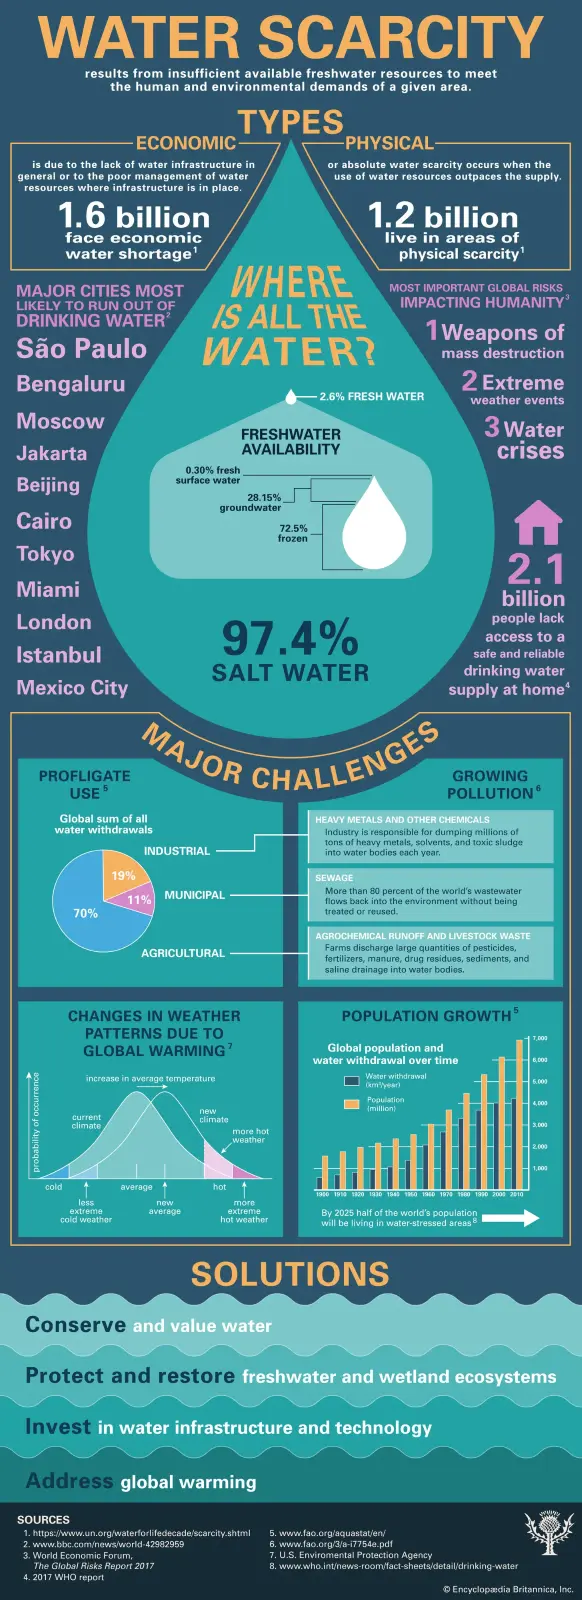 WATER SCARCITY
results from insufficient available freshwater resources to meet
the human and environmental demands of a given area.
TYPES
ECONOMIC
is due to the lack of water infrastructure in
general or to the poor management of water
resources where infrastructure is in place.
1.6 billion
face economic
water shortage1
PHYSICAL
or absolute water scarcity occurs when the
use of water resources outpaces the supply.
1.2 billion
live in areas of
physical scarcity1
MAJOR CITIES MOST
LIKELY TO RUN OUT OF
DRINKING WATER2
São Paulo
Bengaluru
Moscow
Jakarta
Beijing
Cairo
Tokyo
Miami
London
Istanbul
Mexico City
WHERE
IS ALL THE
WATER?
2.6% FRESH WATER
FRESHWATER
AVAILABILITY
0.30% fresh
surface water
28.15%
groundwater
72.5%
frozen
97.4%
SALT WATER
MOST IMPORTANT GLOBAL RISKS
IMPACTING HUMANITY3
1 Weapons of
mass destruction
2 Extreme
weather events
3 Water
crises
2.1
billion
people lack
access to a
safe and reliable
drinking water
supply at home4
MAJOR CHALLENGES
PROFLIGATE
USE5
Global sum of all
water withdrawals
INDUSTRIAL
19%
MUNICIPAL
11%
70%
AGRICULTURAL
GROWING
POLLUTION6
HEAVY METALS AND OTHER CHEMICALS
Industry is responsible for dumping millions of
tons of heavy metals, solvents, and toxic sludge
into water bodies each year.
SEWAGE
More than 80 percent of the world's wastewater
flows back into the environment without being
treated or reused.
AGROCHEMICAL RUNOFF AND LIVESTOCK WASTE
Farms discharge large quantities of pesticides,
fertilizers, manure, drug residues, sediments, and
saline drainage into water bodies.
CHANGES IN WEATHER
PATTERNS DUE TO
GLOBAL WARMING7
increase in average temperature
probability of occurrence
current
climate
new
climate
more hot
weather
cold
average
hot
less
extreme
cold weather
new
average
more
extreme
hot weather
POPULATION GROWTH5
Global population and
water withdrawal over time
Water withdrawal
(km³/year)
Population
(million)
7,000
6,000
5,000
4,000
3,000
2,000
1,000
1900 1910 1920 1930 1940 1950 1960 1970 1980 1990 2000 2010
By 2025 half of the world's population
will be living in water-stressed areas8
SOLUTIONS
Conserve and value water
Protect and restore freshwater and wetland ecosystems
Invest in water infrastructure and technology
Address global warming
SOURCES
1. https://www.un.org/waterforlifedecade/scarcity.shtml
2. www.bbc.com/news/world-42982959
3. World Economic Forum,
The Global Risks Report 2017
4. 2017 WHO report
5. www.fao.org/aquastat/en/
6. www.fao.org/3/a-i7754e.pdf
7. U.S. Enviromental Protection Agency
8. www.who.int/news-room/fact-sheets/detail/drinking-water
© Encyclopædia Britannica, Inc.